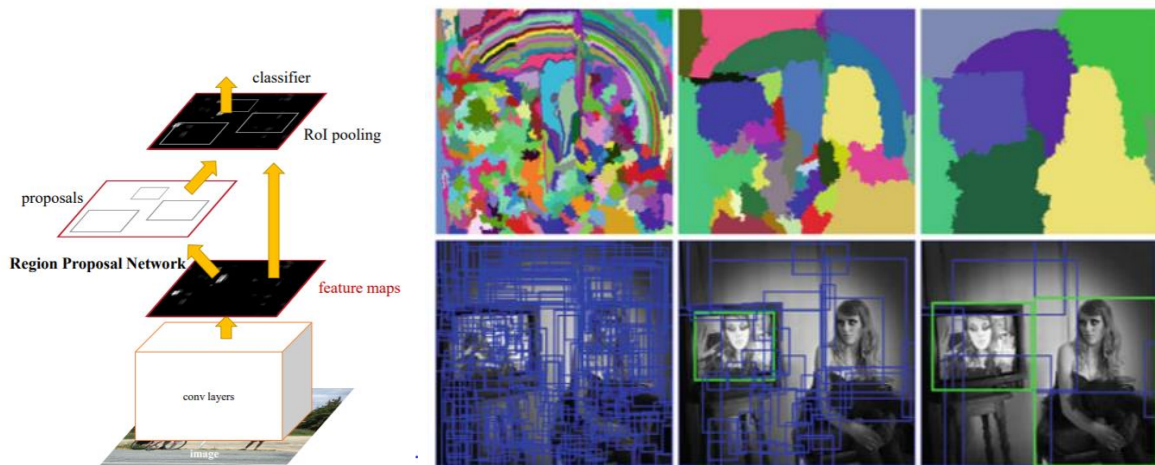 classifier
RoI pooling
proposals
Region Proposal Network
feature maps
conv layers
image
.